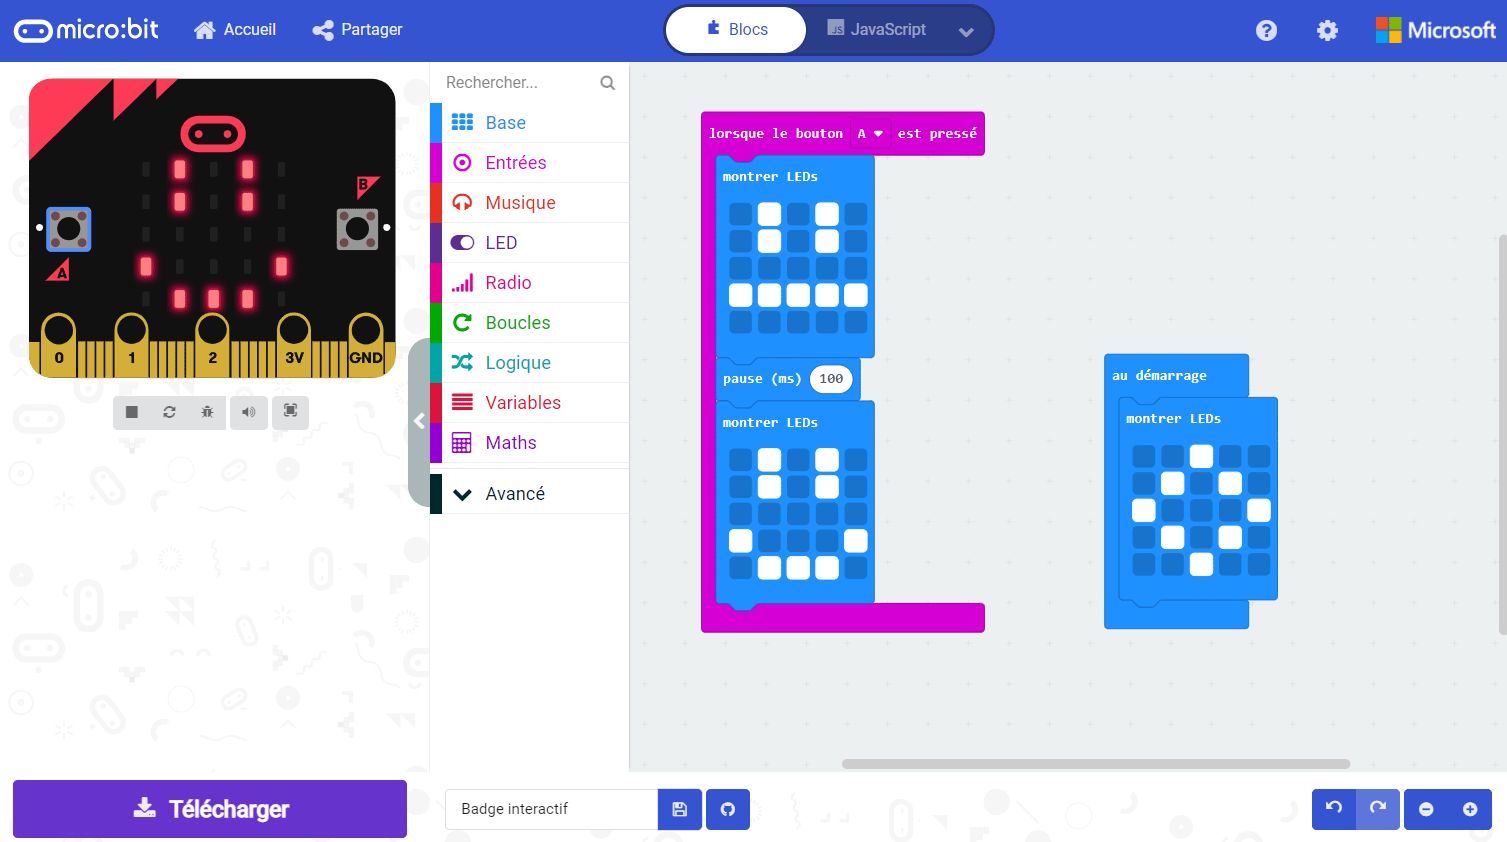 micro:bit
Accueil
Partager
Blocs
JS JavaScript
Microsoft
B
A
0 1 2 3V GND
Rechercher...
Base
Entrées
Musique
LED
Radio
Boucles
Logique
Variables
Maths
Avancé
lorsque le bouton A est pressé
montrer LEDs
pause (ms) 100
montrer LEDs
au démarrage
montrer LEDs
Télécharger
Badge interactif